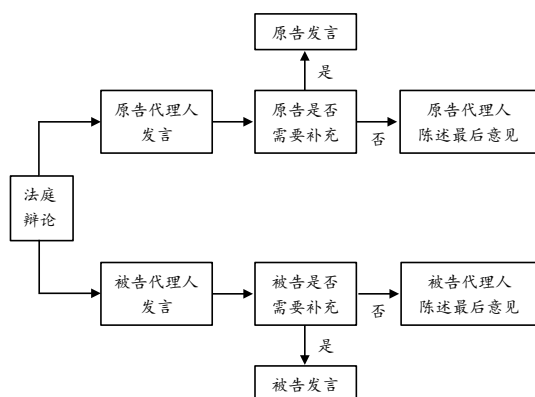 原告发言
是
原告代理人
发言
原告是否
需要补充
否
原告代理人
陈述最后意见
法庭
辩论
被告代理人
发言
被告是否
需要补充
否
被告代理人
陈述最后意见
是
被告发言